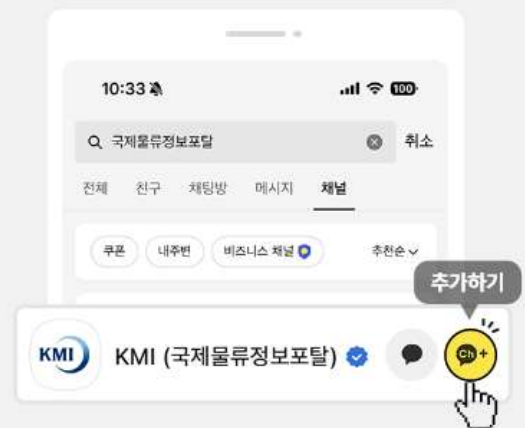 10:33
100
국제물류정보포탈 취소
전체 친구 채팅방 메시지 채널
쿠폰 내주변 비즈니스 채널 추천순
추가하기
KMI KMI (국제물류정보포탈) Ch+